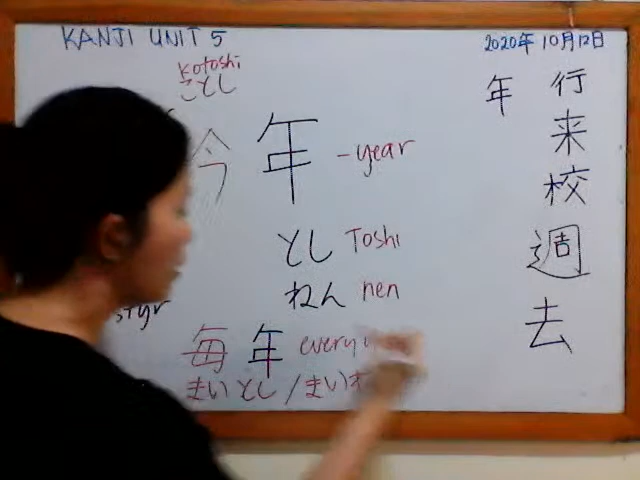 KANJI UNIT 5
2020年10月12日
Kotoshi
ことし
今年 -year
とし Toshi
ねん nen
毎年 every
まいとし/まい
行来校週去
年